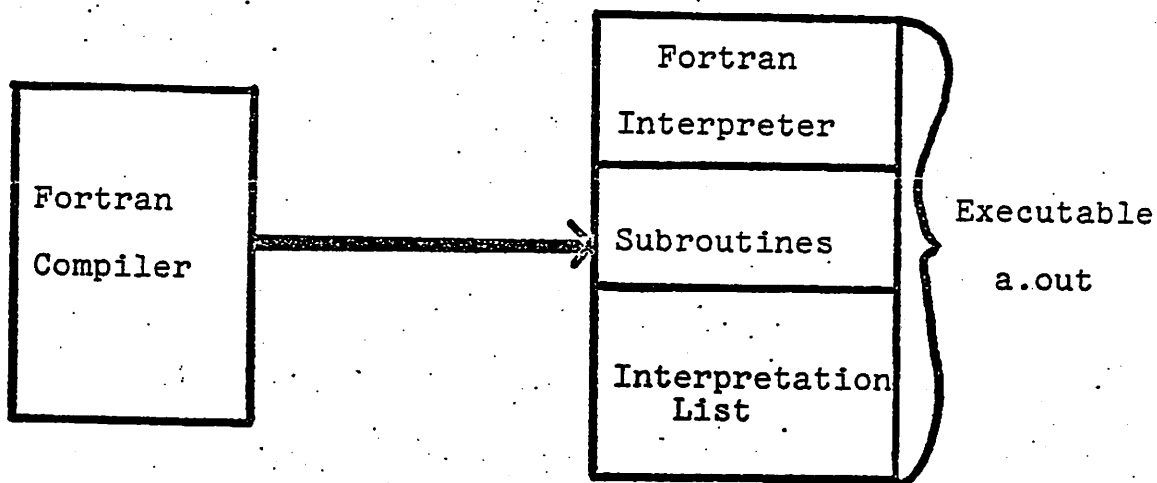 Fortran
Compiler
Fortran
Interpreter
Subroutines
Interpretation
List
Executable
a.out